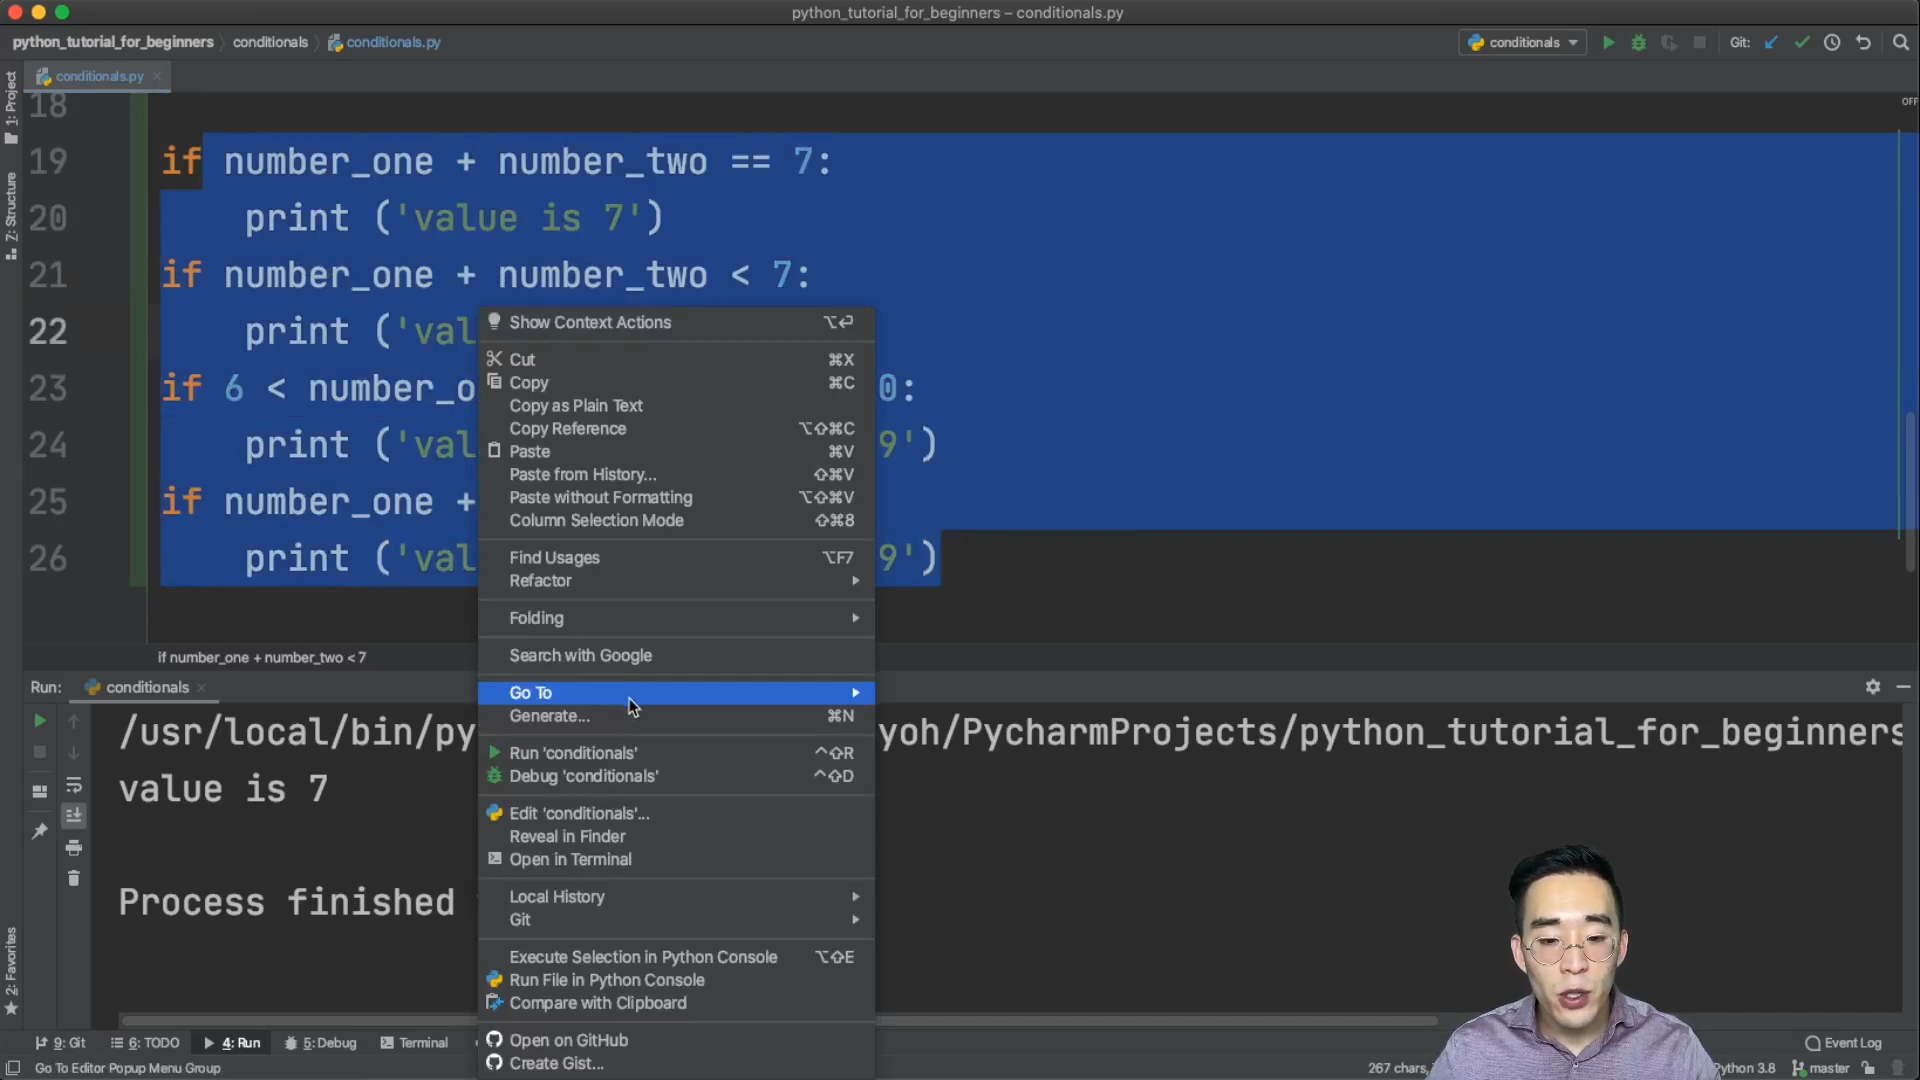 python_tutorial_for_beginners – conditionals.py
python_tutorial_for_beginners conditionals conditionals.py
conditionals Git:
conditionals.py
1: Project
Z: Structure
2: Favorites
OFF
18
19 if number_one + number_two == 7:
20 print ('value is 7')
21 if number_one + number_two < 7:
22 print ('val
23 if 6 < number_o 0:
24 print ('val 9')
25 if number_one +
26 print ('val 9')
Show Context Actions ⌥↩
Cut ⌘X
Copy ⌘C
Copy as Plain Text
Copy Reference ⌥⇧⌘C
Paste ⌘V
Paste from History... ⇧⌘V
Paste without Formatting ⌥⇧⌘V
Column Selection Mode ⇧⌘8
Find Usages ⌥F7
Refactor
Folding
Search with Google
Go To
Generate... ⌘N
Run 'conditionals' ^⇧R
Debug 'conditionals' ^⇧D
Edit 'conditionals'...
Reveal in Finder
Open in Terminal
Local History
Git
Execute Selection in Python Console ⌥⇧E
Run File in Python Console
Compare with Clipboard
Open on GitHub
Create Gist...
if number_one + number_two < 7
Run: conditionals
/usr/local/bin/py yoh/PycharmProjects/python_tutorial_for_beginners
value is 7
Process finished
9: Git 6: TODO 4: Run 5: Debug Terminal Event Log
Go To Editor Popup Menu Group 267 chars, ython 3.8 master